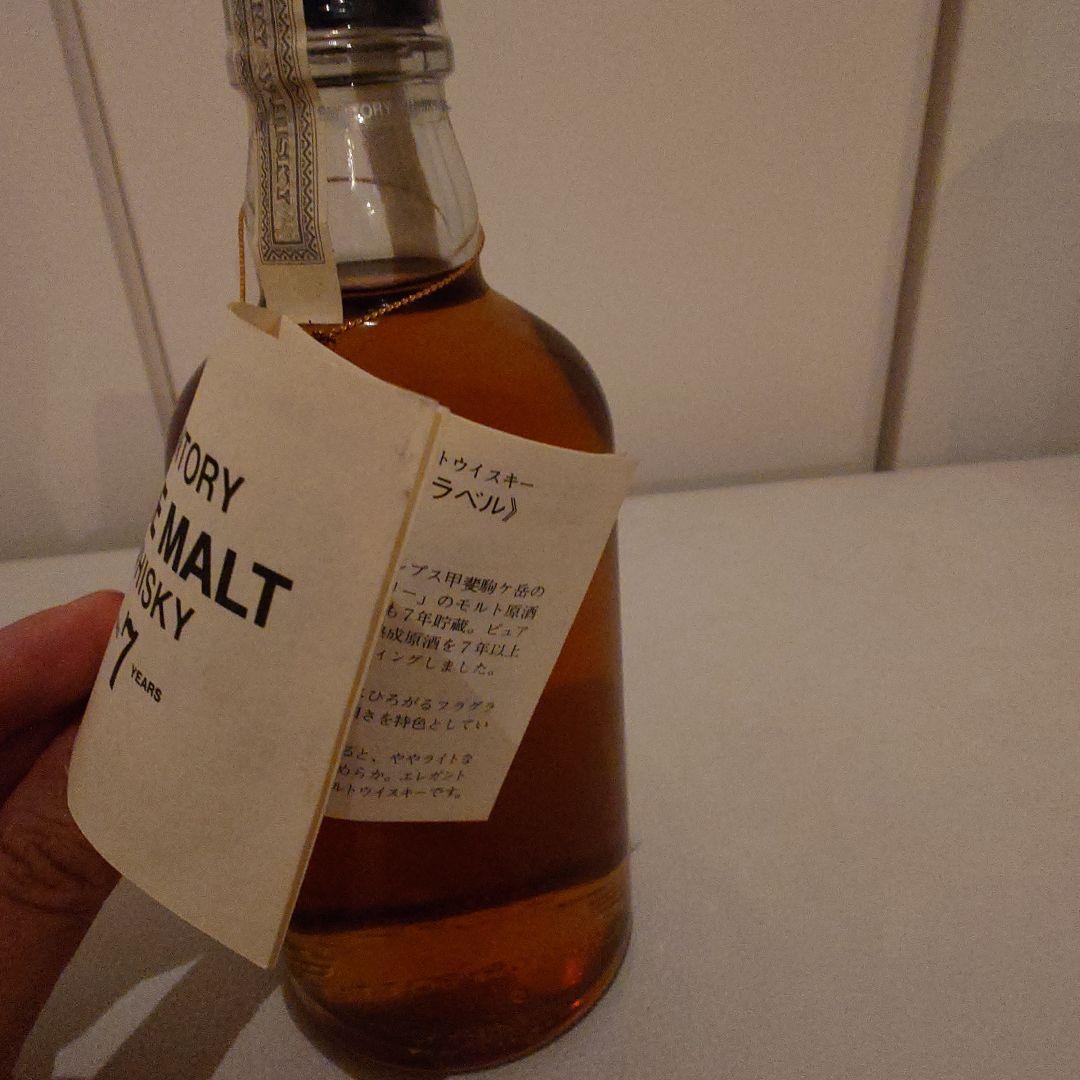 WHISKY
TORY
MALT
WHISKY
7 YEARS
トウイスキー
ラベル》
プス甲斐駒ヶ岳の
ー」のモルト原酒
も7年貯蔵。ピュア
成原酒を7年以上
ィングしました。
にひろがるフラグラ
さを特色としてい
ると、ややライトな
めらか。エレガント
ルトウイスキーです。